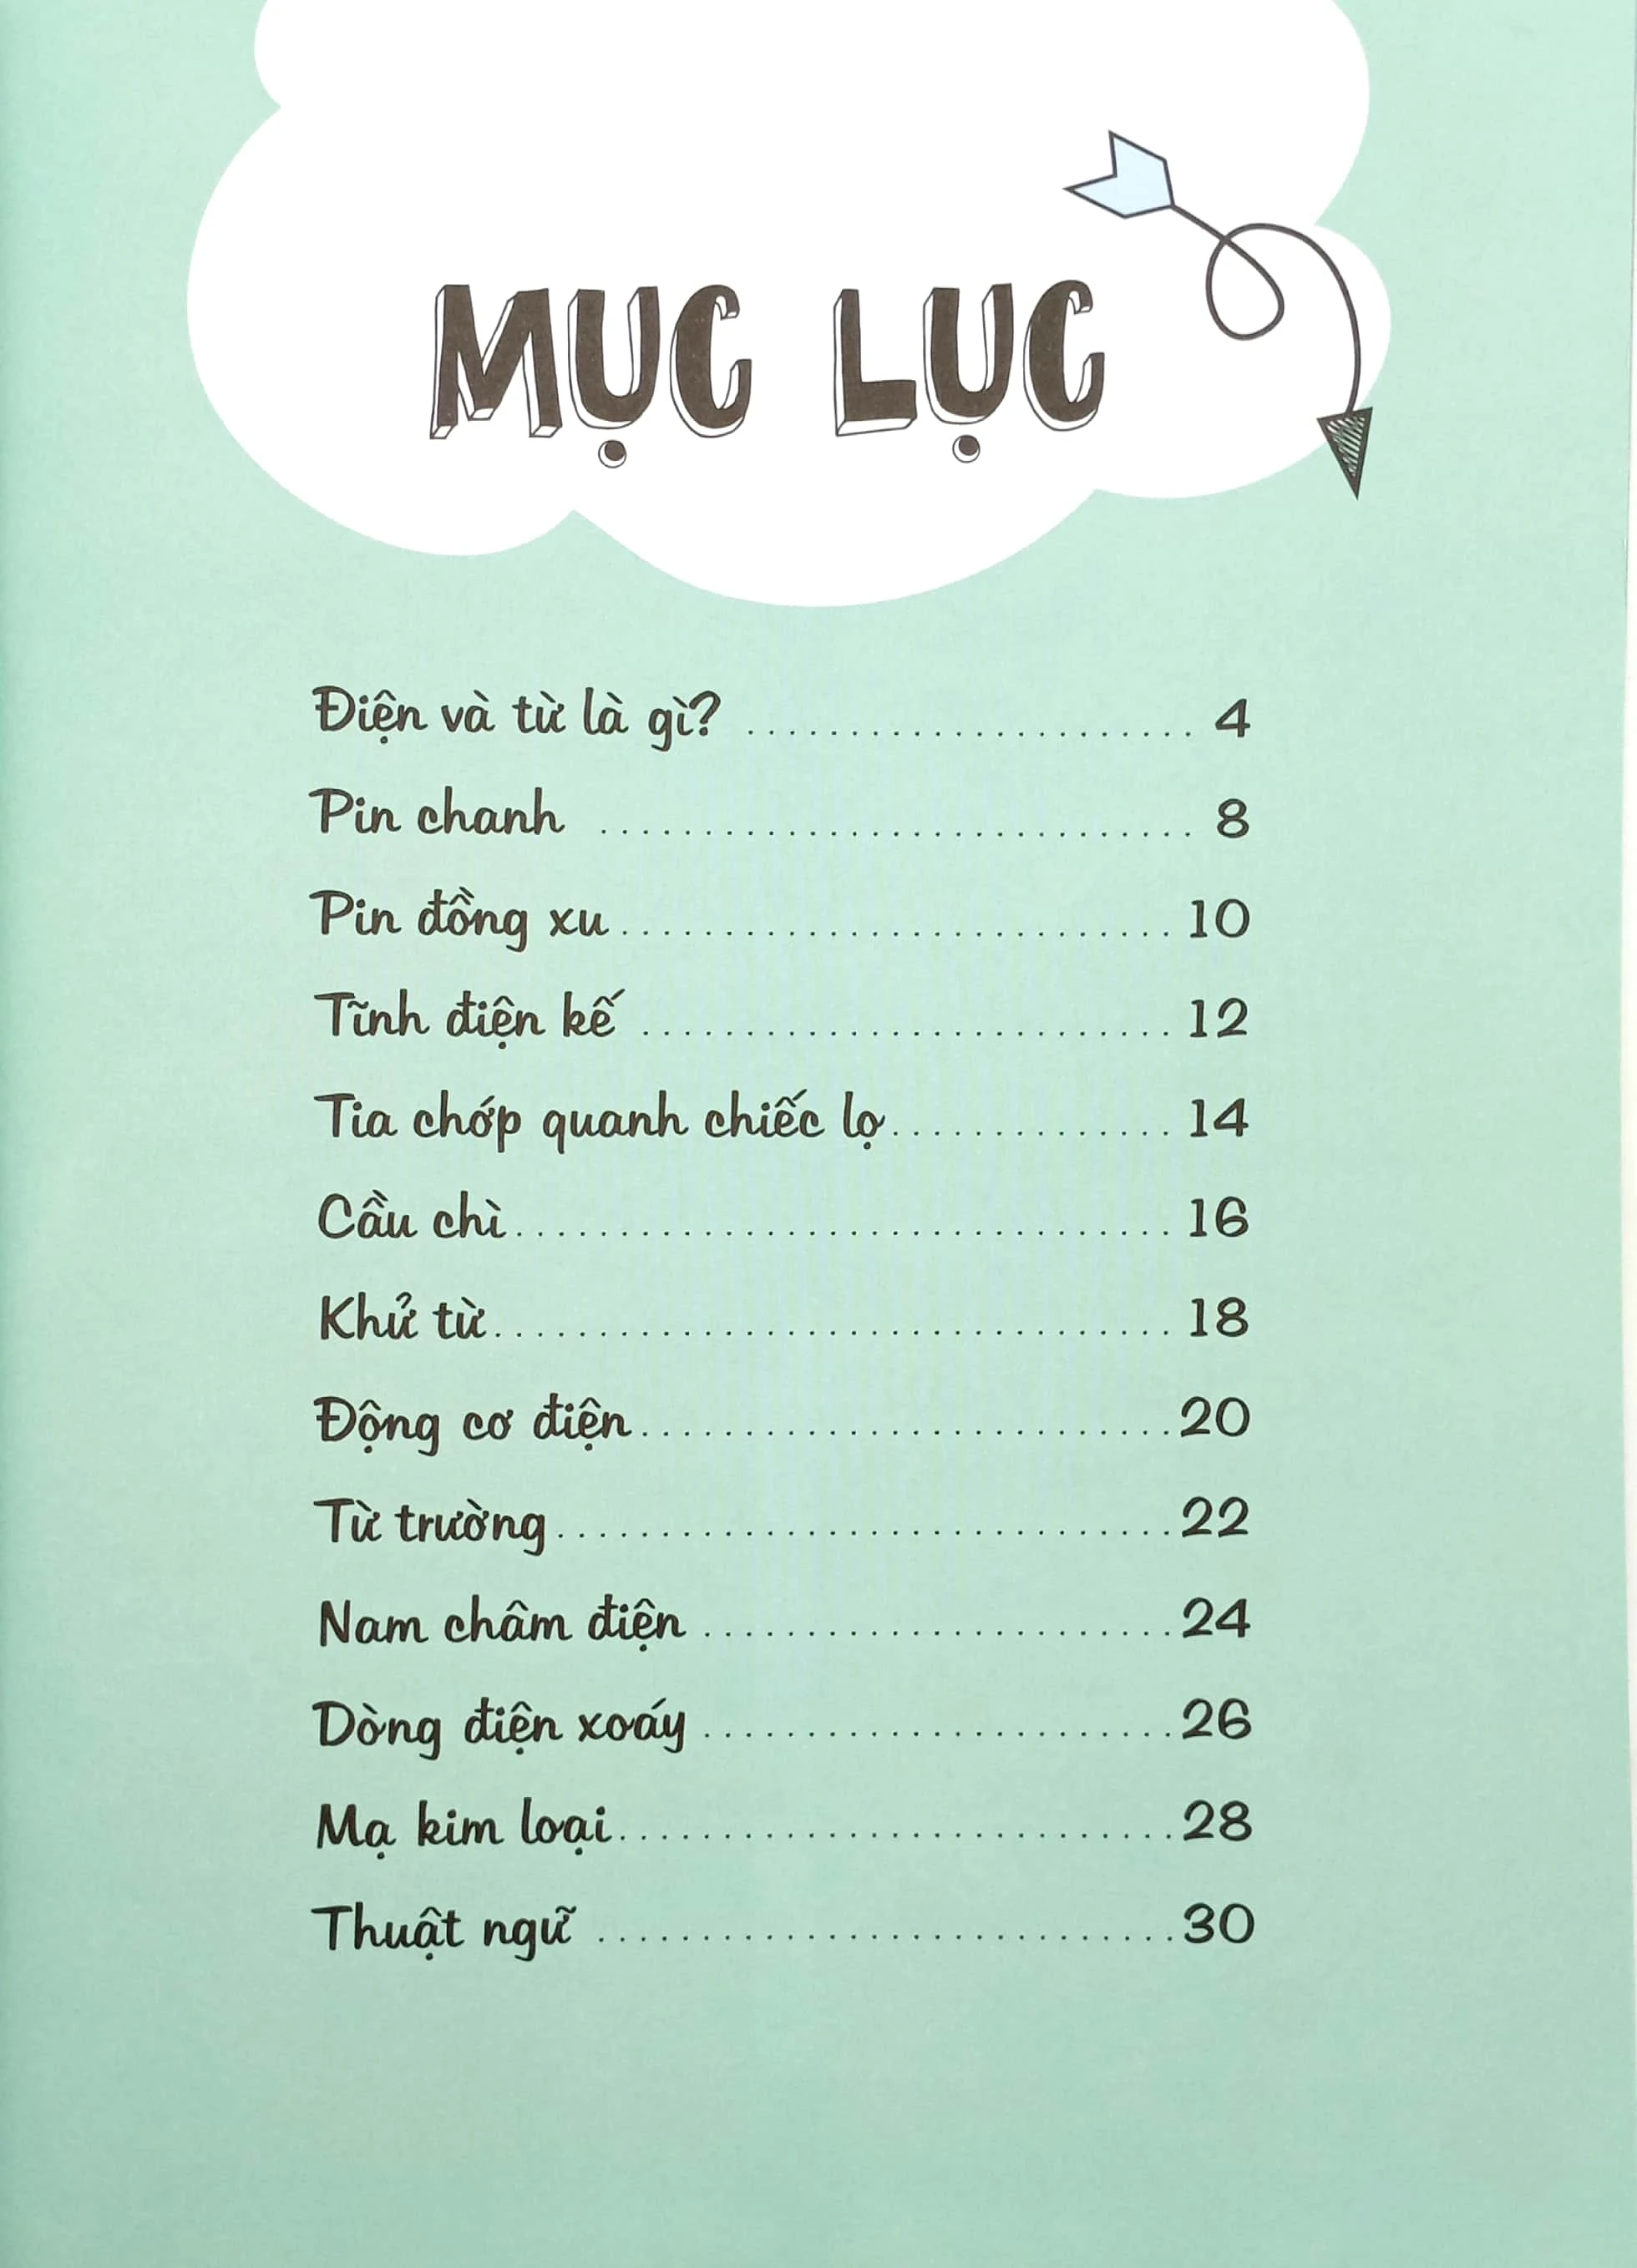 MỤC LỤC
Điện và từ là gì? ...................... 4
Pin chanh ............................. 8
Pin đồng xu ........................... 10
Tĩnh điện kế .......................... 12
Tia chớp quanh chiếc lọ .............. 14
Cầu chì ................................ 16
Khử từ ................................. 18
Động cơ điện .......................... 20
Từ trường .............................. 22
Nam châm điện ....................... 24
Dòng điện xoáy ....................... 26
Mạ kim loại ........................... 28
Thuật ngữ ............................ 30